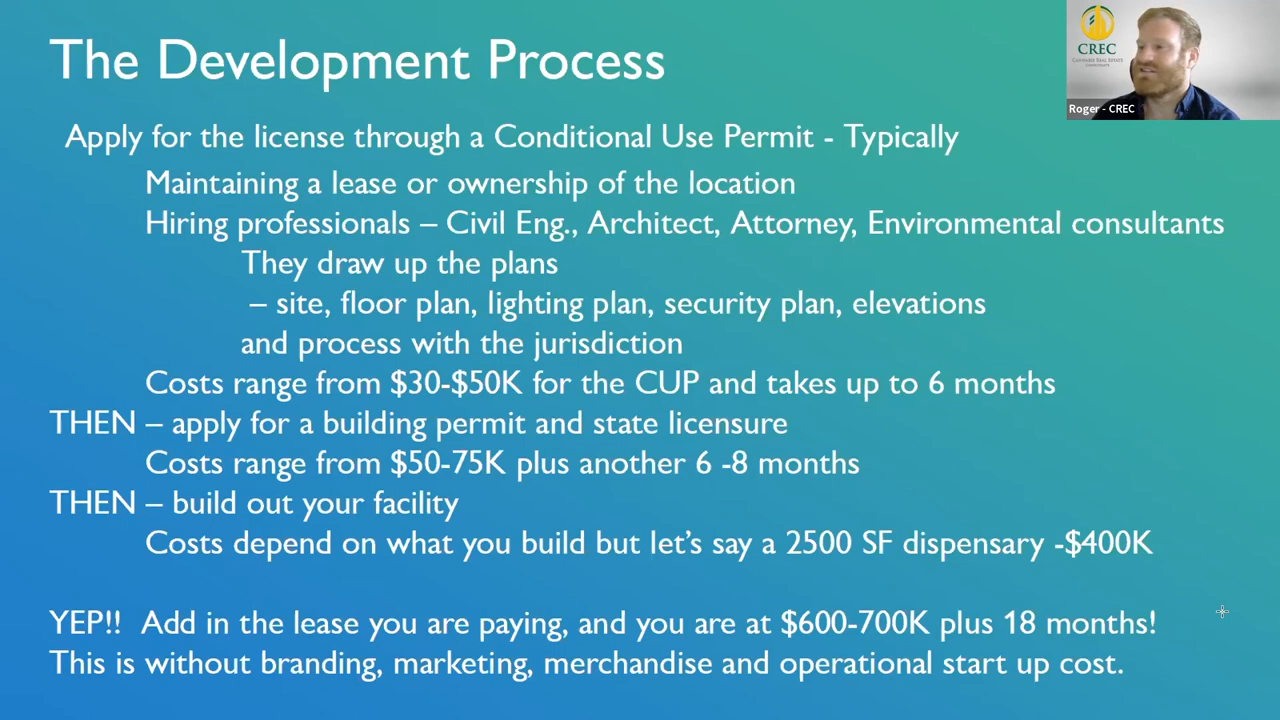 The Development Process
Apply for the license through a Conditional Use Permit - Typically
Maintaining a lease or ownership of the location
Hiring professionals – Civil Eng., Architect, Attorney, Environmental consultants
They draw up the plans
– site, floor plan, lighting plan, security plan, elevations
and process with the jurisdiction
Costs range from $30-$50K for the CUP and takes up to 6 months
THEN – apply for a building permit and state licensure
Costs range from $50-75K plus another 6 -8 months
THEN – build out your facility
Costs depend on what you build but let's say a 2500 SF dispensary -$400K
YEP!!  Add in the lease you are paying, and you are at $600-700K plus 18 months!
This is without branding, marketing, merchandise and operational start up cost.
CREC
Roger - CREC